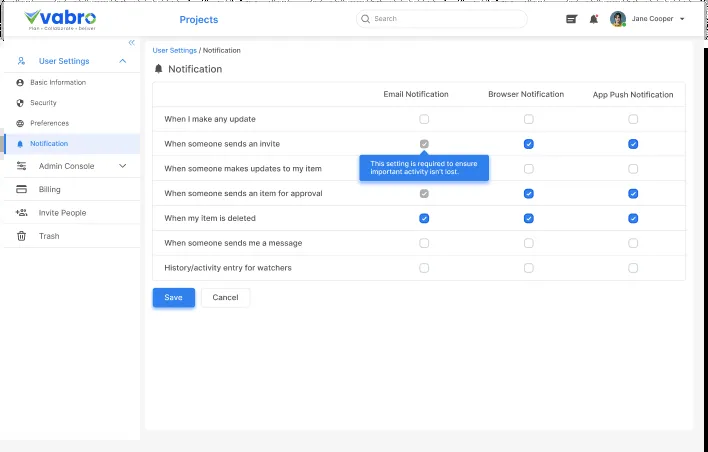 vabro
Plan - Collaborate - Deliver
Projects
Search
Jane Cooper
User Settings
Basic Information
Security
Preferences
Notification
Admin Console
Billing
Invite People
Trash
User Settings / Notification
Notification
Email Notification Browser Notification App Push Notification
When I make any update
When someone sends an invite
This setting is required to ensure
important activity isn't lost.
When someone makes updates to my item
When someone sends an item for approval
When my item is deleted
When someone sends me a message
History/activity entry for watchers
Save Cancel